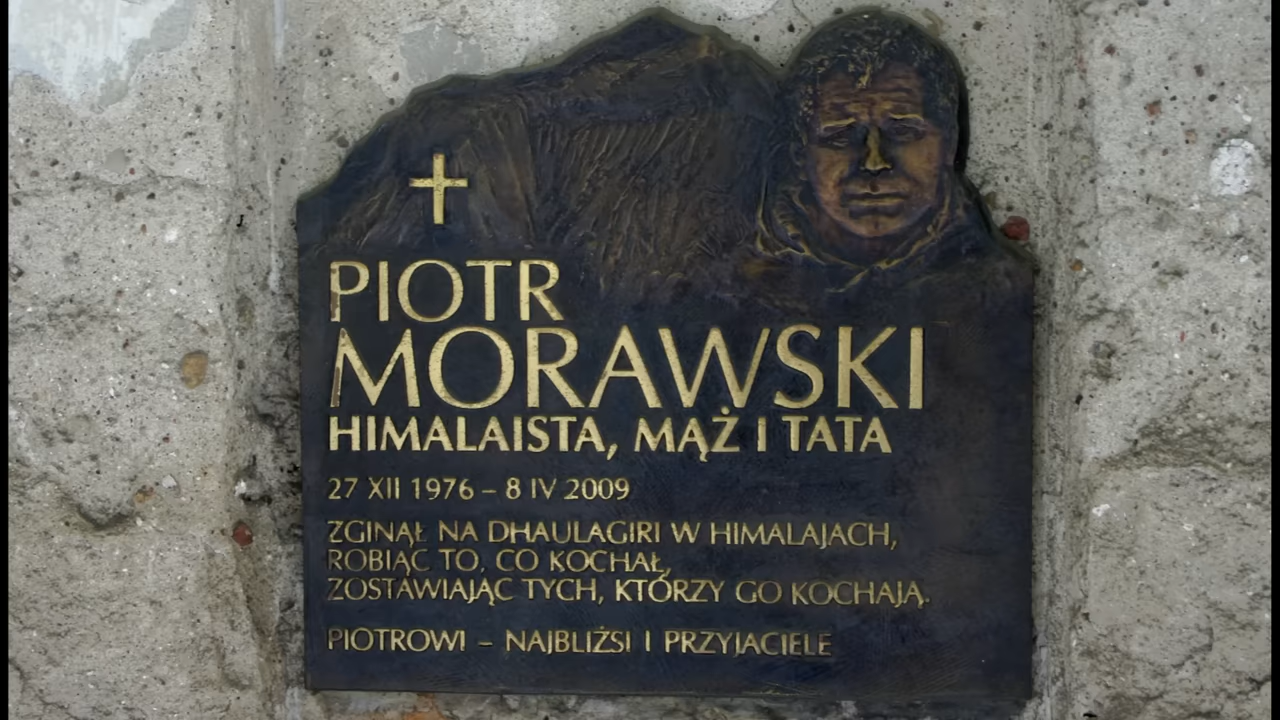 PIOTR
MORAWSKI
HIMALAISTA, MĄŻ I TATA
27 XII 1976 – 8 IV 2009
ZGINĄŁ NA DHAULAGIRI W HIMALAJACH,
ROBIĄC TO, CO KOCHAŁ,
ZOSTAWIAJĄC TYCH, KTÓRZY GO KOCHAJĄ.
PIOTROWI – NAJBLIŻSI I PRZYJACIELE